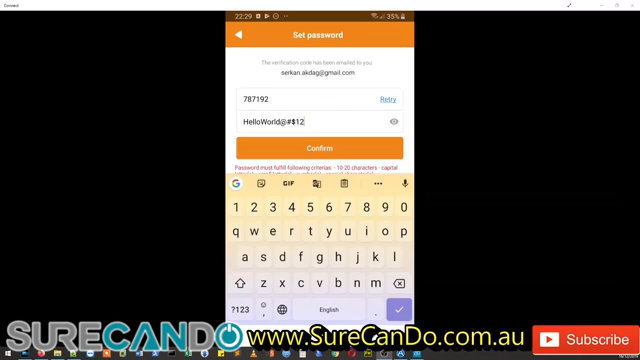 Connect
22:29
35%
Set password
The verification code has been emailed to you.
serkan.akdag@gmail.com
787192
Retry
HelloWorld@#$12
Confirm
Password must fulfill following criterias - 10-20 characters - capital
G GIF
1 2 3 4 5 6 7 8 9 0
q w e r t y u i o p
a s d f g h j k l
z x c v b n m
?123 , English .
SURECANDO
www.SureCanDo.com.au
Subscribe